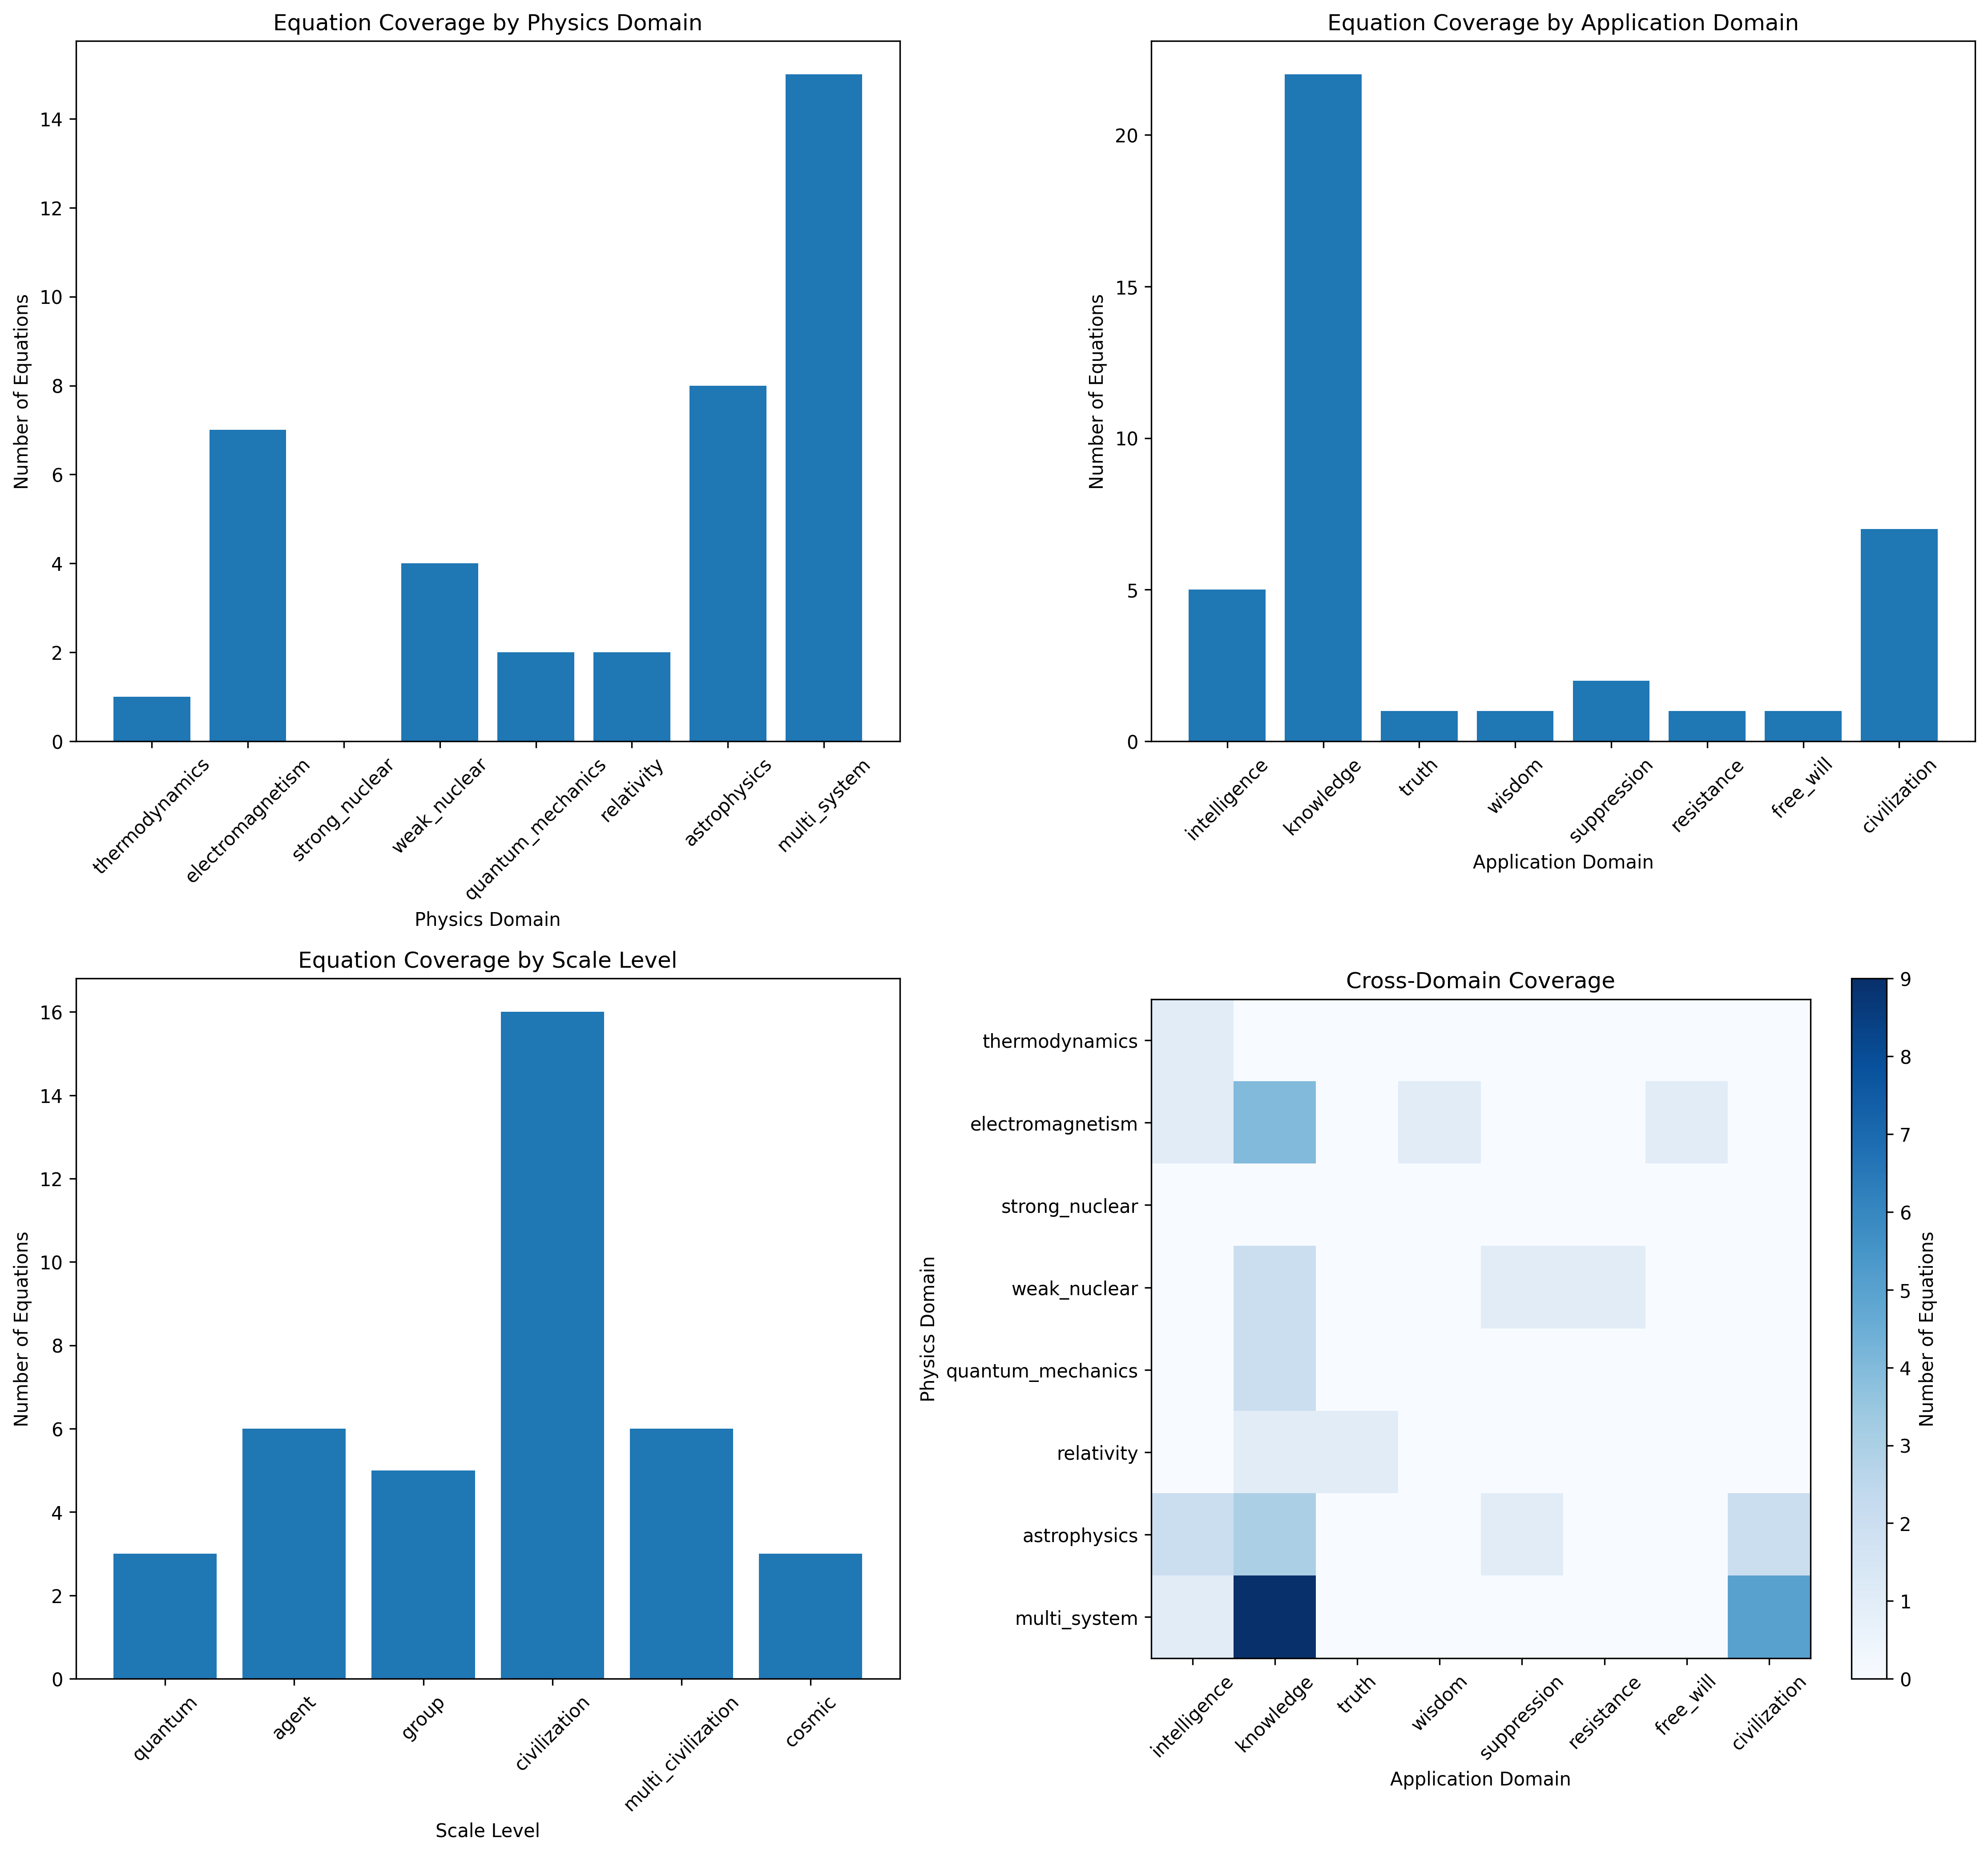 Equation Coverage by Physics Domain
Number of Equations
14
12
10
8
6
4
2
0
thermodynamics
electromagnetism
strong_nuclear
weak_nuclear
quantum_mechanics
relativity
astrophysics
multi_system
Physics Domain
Equation Coverage by Application Domain
Number of Equations
20
15
10
5
0
intelligence
knowledge
truth
wisdom
suppression
resistance
free_will
civilization
Application Domain
Equation Coverage by Scale Level
Number of Equations
16
14
12
10
8
6
4
2
0
quantum
agent
group
civilization
multi_civilization
cosmic
Scale Level
Cross-Domain Coverage
Physics Domain
thermodynamics
electromagnetism
strong_nuclear
weak_nuclear
quantum_mechanics
relativity
astrophysics
multi_system
intelligence
knowledge
truth
wisdom
suppression
resistance
free_will
civilization
Application Domain
9
8
7
6
5
4
3
2
1
0
Number of Equations